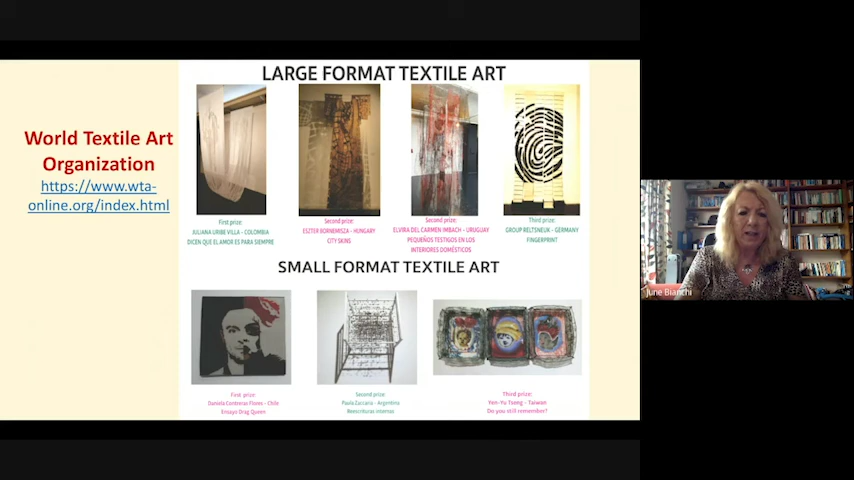 LARGE FORMAT TEXTILE ART
World Textile Art
Organization
https://www.wta-
online.org/index.html
First prize:
JULIANA URIBE VILLA - COLOMBIA
DICEN QUE EL AMOR ES PARA SIEMPRE
Second prize:
ESZTER BORNEMISZA - HUNGARY
CITY SKINS
Second prize:
ELVIRA DEL CARMEN IMBACH - URUGUAY
PEQUEÑOS TESTIGOS EN LOS
INTERIORES DOMÉSTICOS
Third prize:
GROUP RELTSNEUK - GERMANY
FINGERPRINT
SMALL FORMAT TEXTILE ART
First prize:
Daniela Contreras Flores - Chile
Ensayo Drag Queen
Second prize:
Paula Zaccaria - Argentina
Reescrituras internas
Third prize:
Yen-Yu Tseng - Taiwan
Do you still remember?
June Bianchi